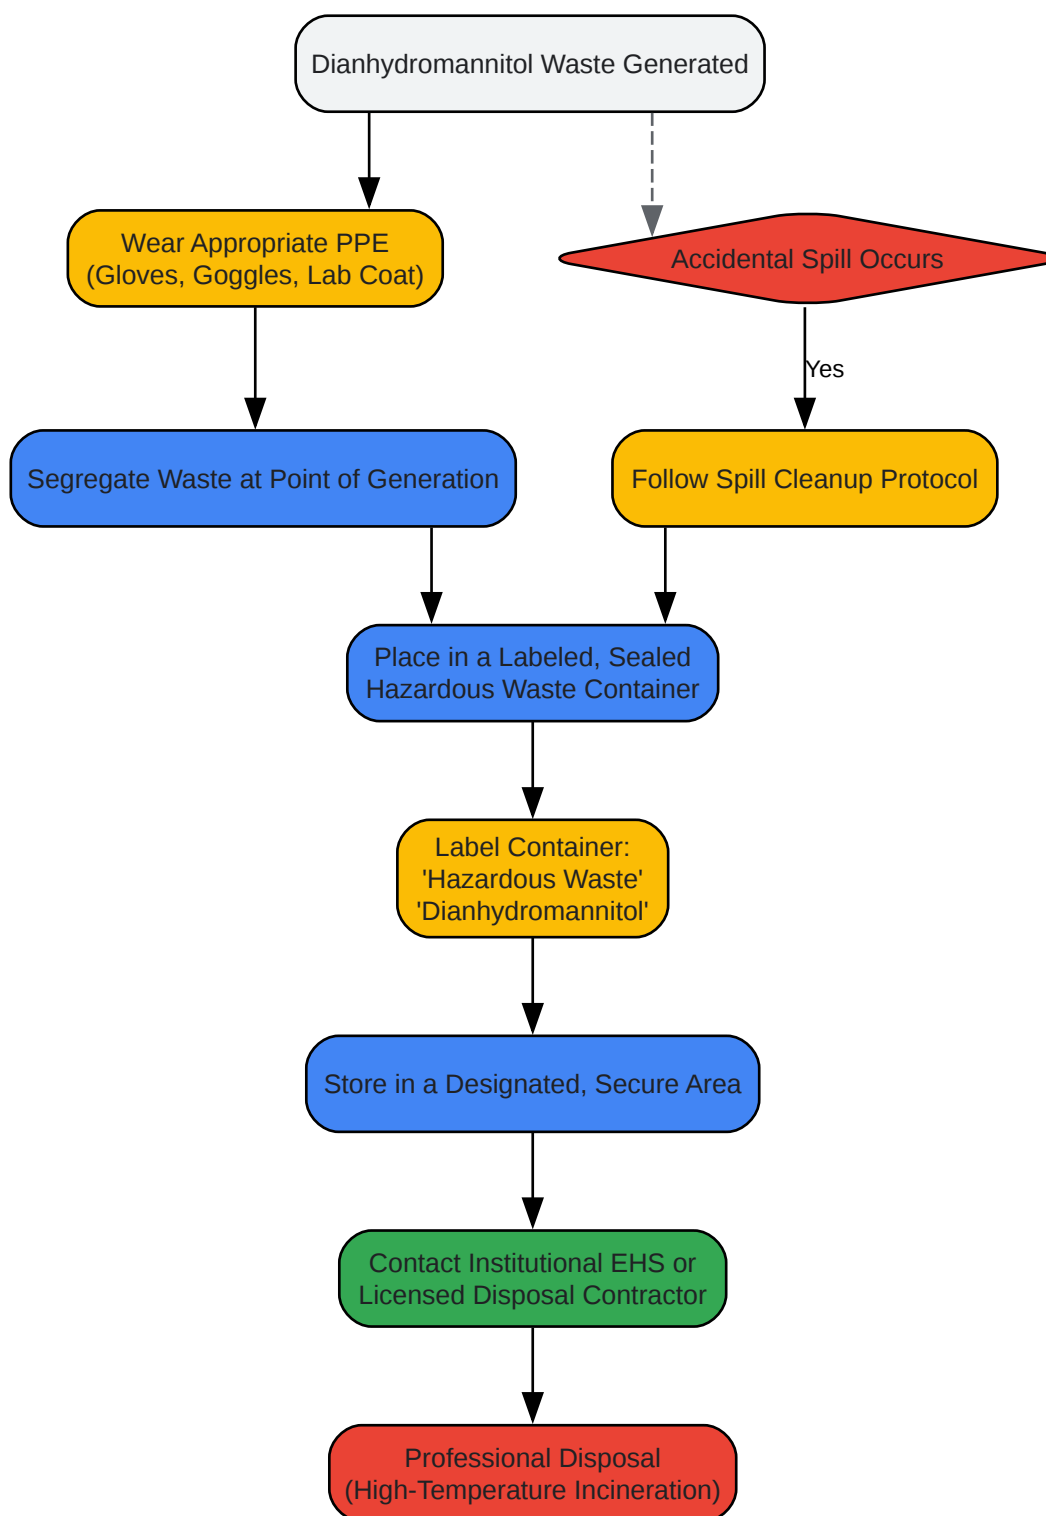 Dianhydromannitol Waste Generated
Wear Appropriate PPE
(Gloves, Goggles, Lab Coat)
Accidental Spill Occurs
Yes
Segregate Waste at Point of Generation
Follow Spill Cleanup Protocol
Place in a Labeled, Sealed
Hazardous Waste Container
Label Container:
'Hazardous Waste'
'Dianhydromannitol'
Store in a Designated, Secure Area
Contact Institutional EHS or
Licensed Disposal Contractor
Professional Disposal
(High-Temperature Incineration)